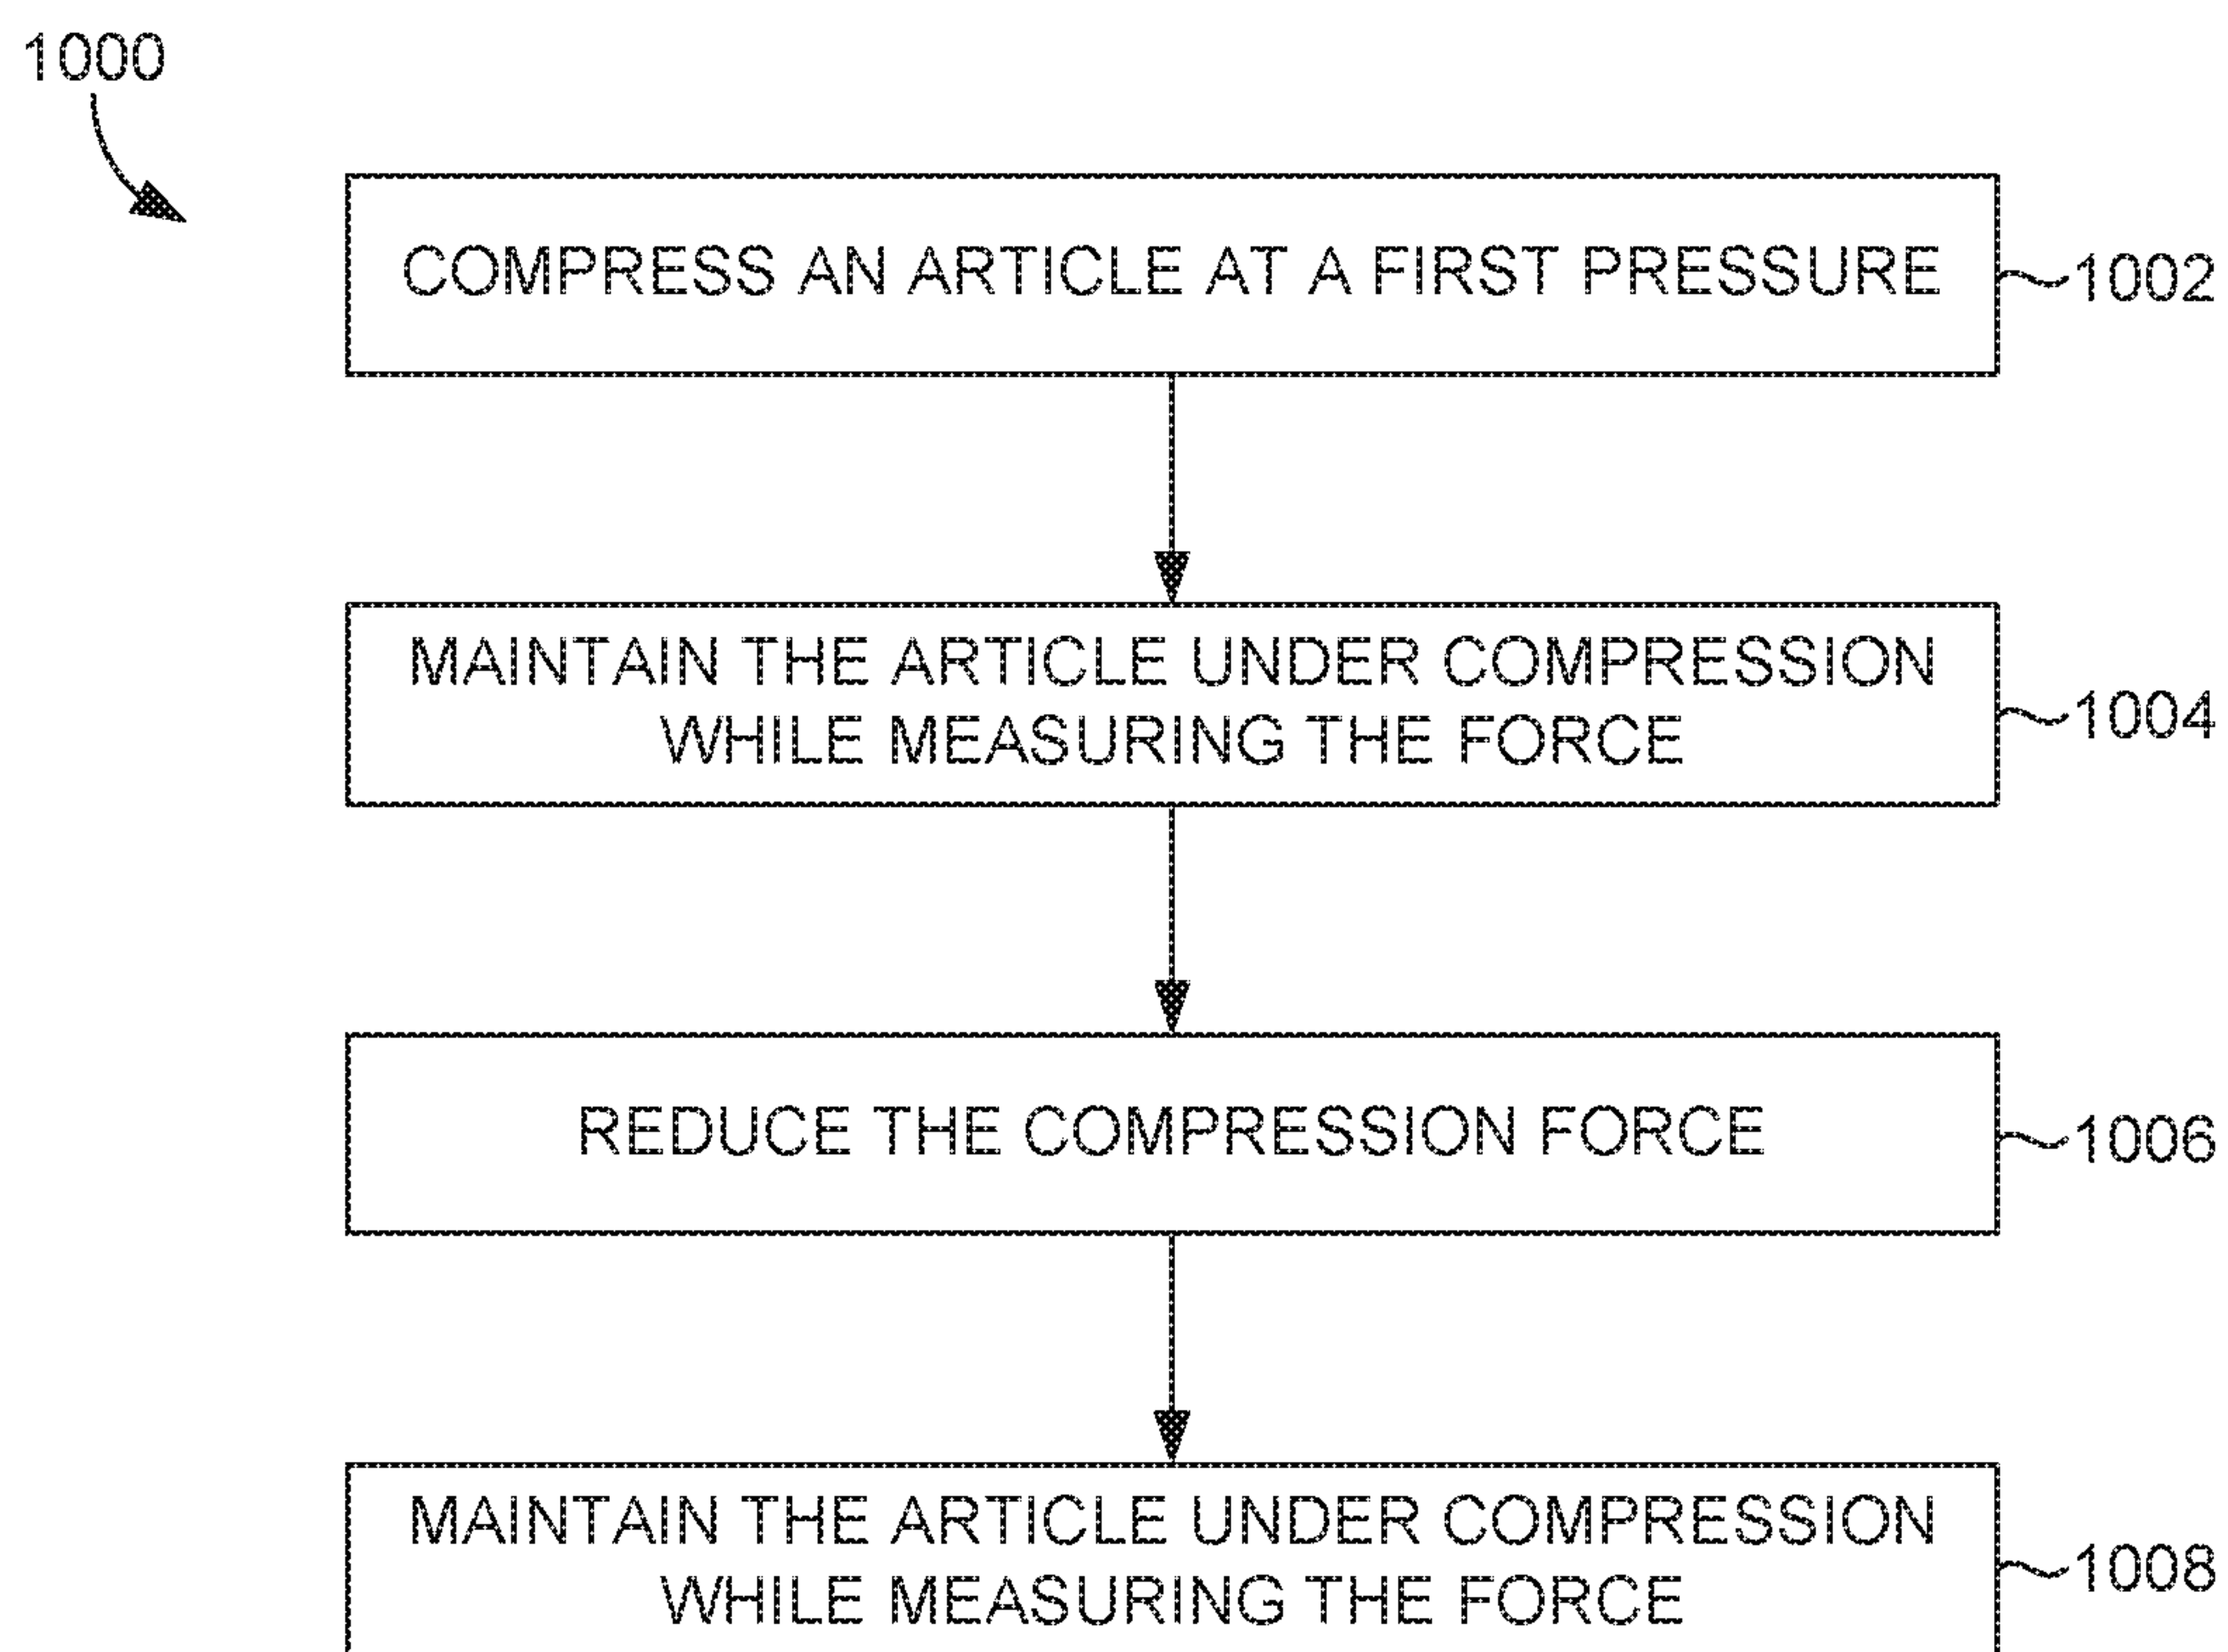 1000
COMPRESS AN ARTICLE AT A FIRST PRESSURE
1002
MAINTAIN THE ARTICLE UNDER COMPRESSION
WHILE MEASURING THE FORCE
1004
REDUCE THE COMPRESSION FORCE
1006
MAINTAIN THE ARTICLE UNDER COMPRESSION
WHILE MEASURING THE FORCE
1008